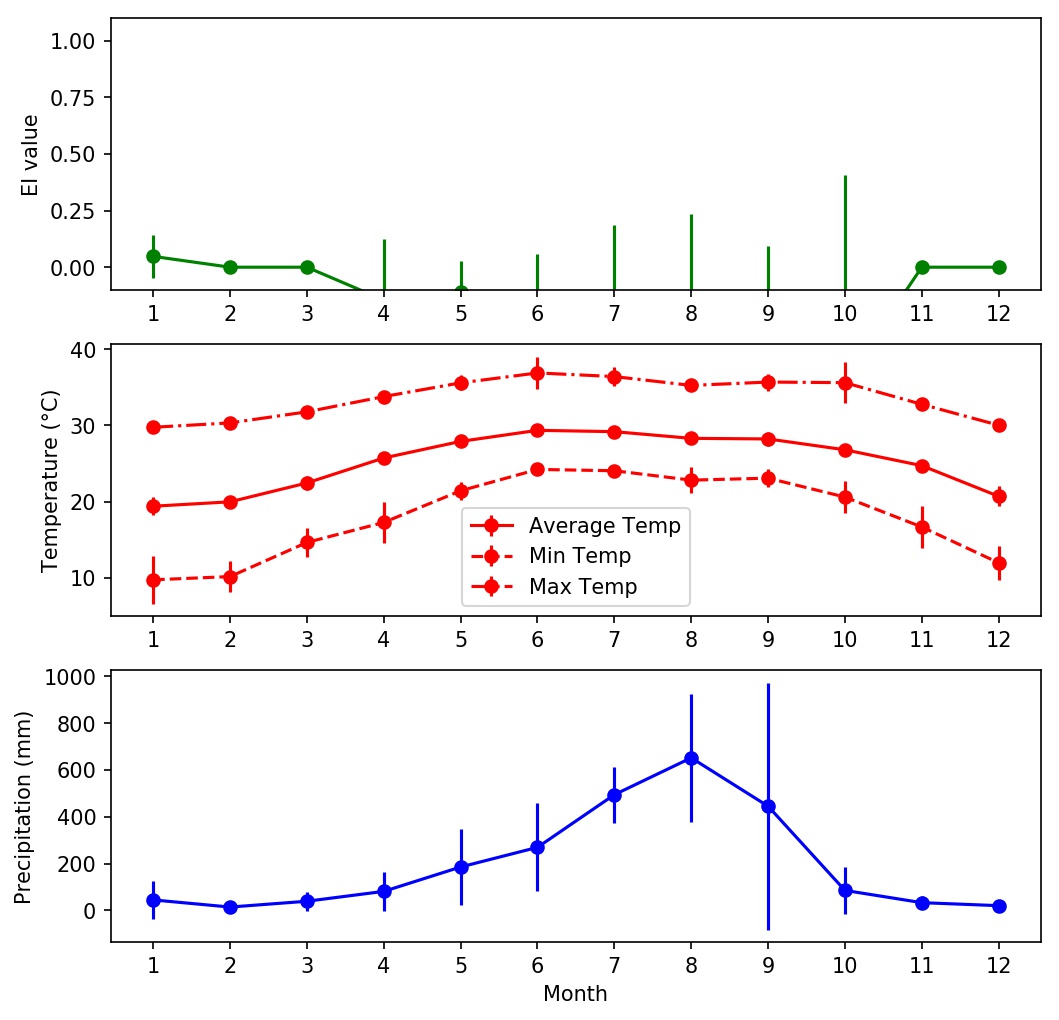 EI value
1.00
0.75
0.50
0.25
0.00
1 2 3 4 5 6 7 8 9 10 11 12
Temperature (°C)
40
30
20
10
Average Temp
Min Temp
Max Temp
1 2 3 4 5 6 7 8 9 10 11 12
Precipitation (mm)
1000
800
600
400
200
0
1 2 3 4 5 6 7 8 9 10 11 12
Month